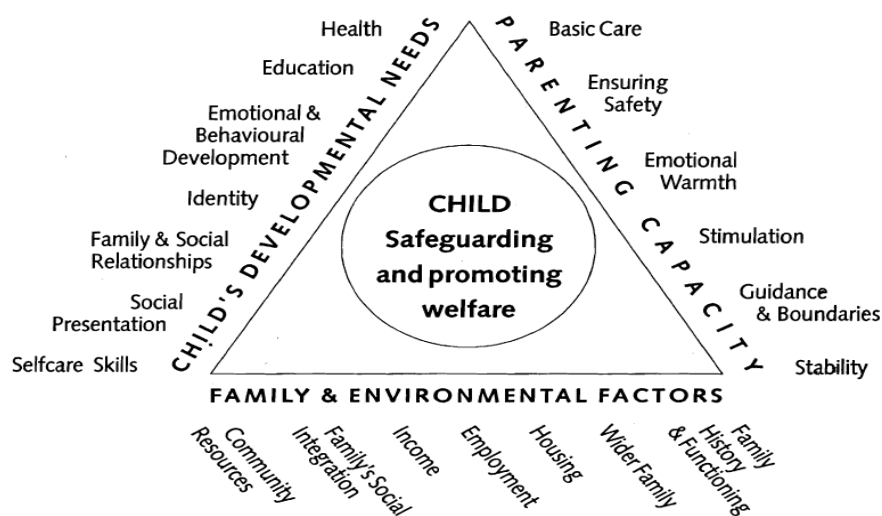 Health
Education
Emotional &
Behavioural
Development
Identity
Family & Social
Relationships
Social
Presentation
Selfcare Skills
CHILD'S DEVELOPMENTAL NEEDS
CHILD
Safeguarding
and promoting
welfare
PARENTING CAPACITY
Basic Care
Ensuring
Safety
Emotional
Warmth
Stimulation
Guidance
& Boundaries
Stability
FAMILY & ENVIRONMENTAL FACTORS
Community
Resources
Family's Social
Integration
Income
Employment
Housing
Wider Family
Family
History
& Functioning